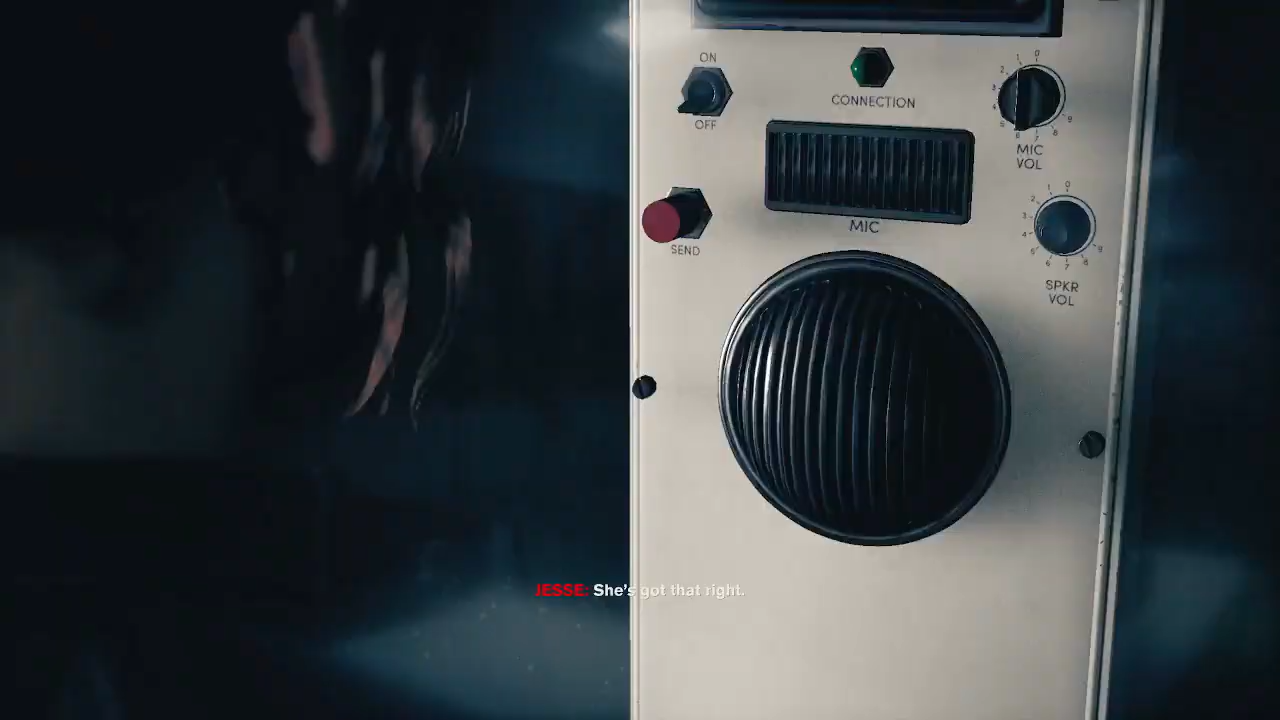 ON
OFF
CONNECTION
MIC
VOL
SEND
MIC
SPKR
VOL
JESSE: She's got that right.